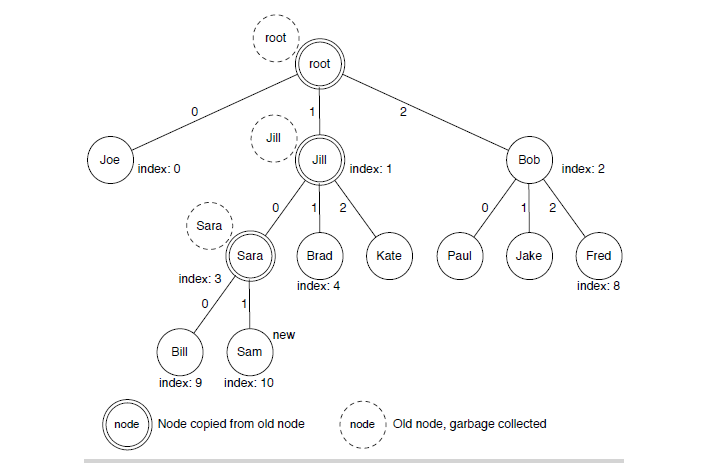 root
root
0
1
2
Jill
Joe
index: 0
Jill
index: 1
Bob
index: 2
0
1
2
0
1
2
Sara
Sara
Brad
Kate
Paul
Jake
Fred
index: 3
index: 4
index: 8
0
1
new
Bill
Sam
index: 9
index: 10
node
Node copied from old node
node
Old node, garbage collected